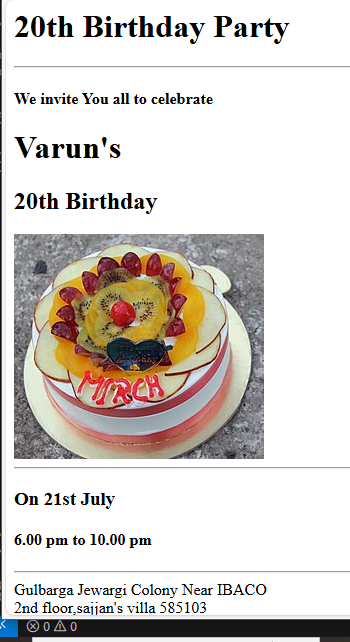 20th Birthday Party
We invite You all to celebrate
Varun's
20th Birthday
MIRCH
On 21st July
6.00 pm to 10.00 pm
Gulbarga Jewargi Colony Near IBACO
2nd floor,sajjan's villa 585103
0 0